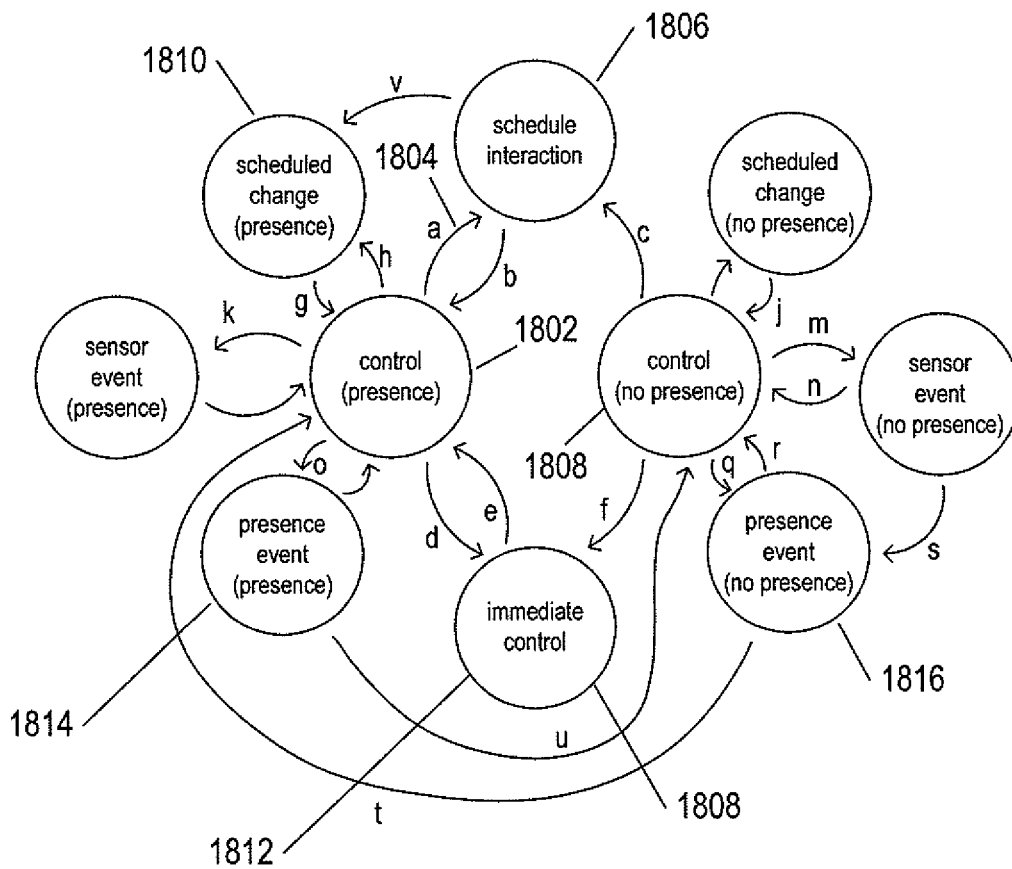 1806
1810
v
schedule
interaction
scheduled
change
(presence)
1804
scheduled
change
(no presence)
a
c
h
b
g
j
k
1802
m
sensor
event
(presence)
control
(presence)
control
(no presence)
n
sensor
event
(no presence)
1808
o
q
r
presence
event
(presence)
d
e
f
presence
event
(no presence)
s
immediate
control
1816
1814
u
t
1808
1812